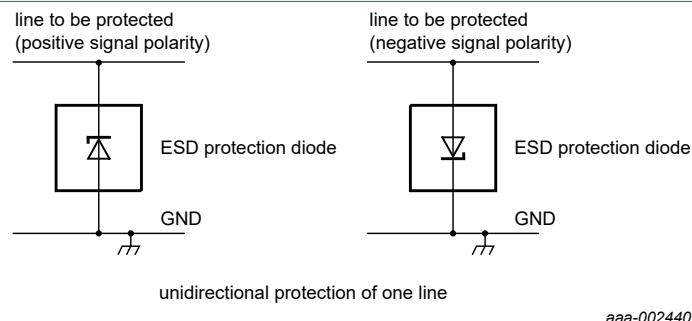 line to be protected
(positive signal polarity)
ESD protection diode
GND
line to be protected
(negative signal polarity)
ESD protection diode
GND
unidirectional protection of one line
aaa-002440